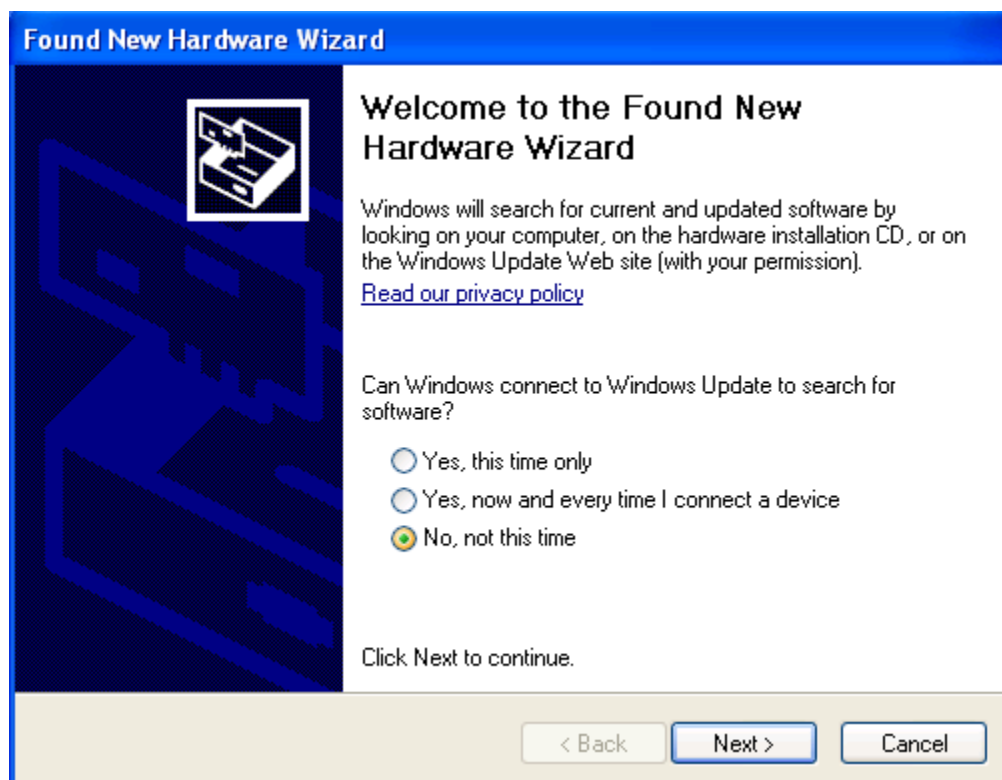 Found New Hardware Wizard
Welcome to the Found New
Hardware Wizard
Windows will search for current and updated software by
looking on your computer, on the hardware installation CD, or on
the Windows Update Web site (with your permission).
Read our privacy policy
Can Windows connect to Windows Update to search for
software?
Yes, this time only
Yes, now and every time I connect a device
No, not this time
Click Next to continue.
< Back Next > Cancel